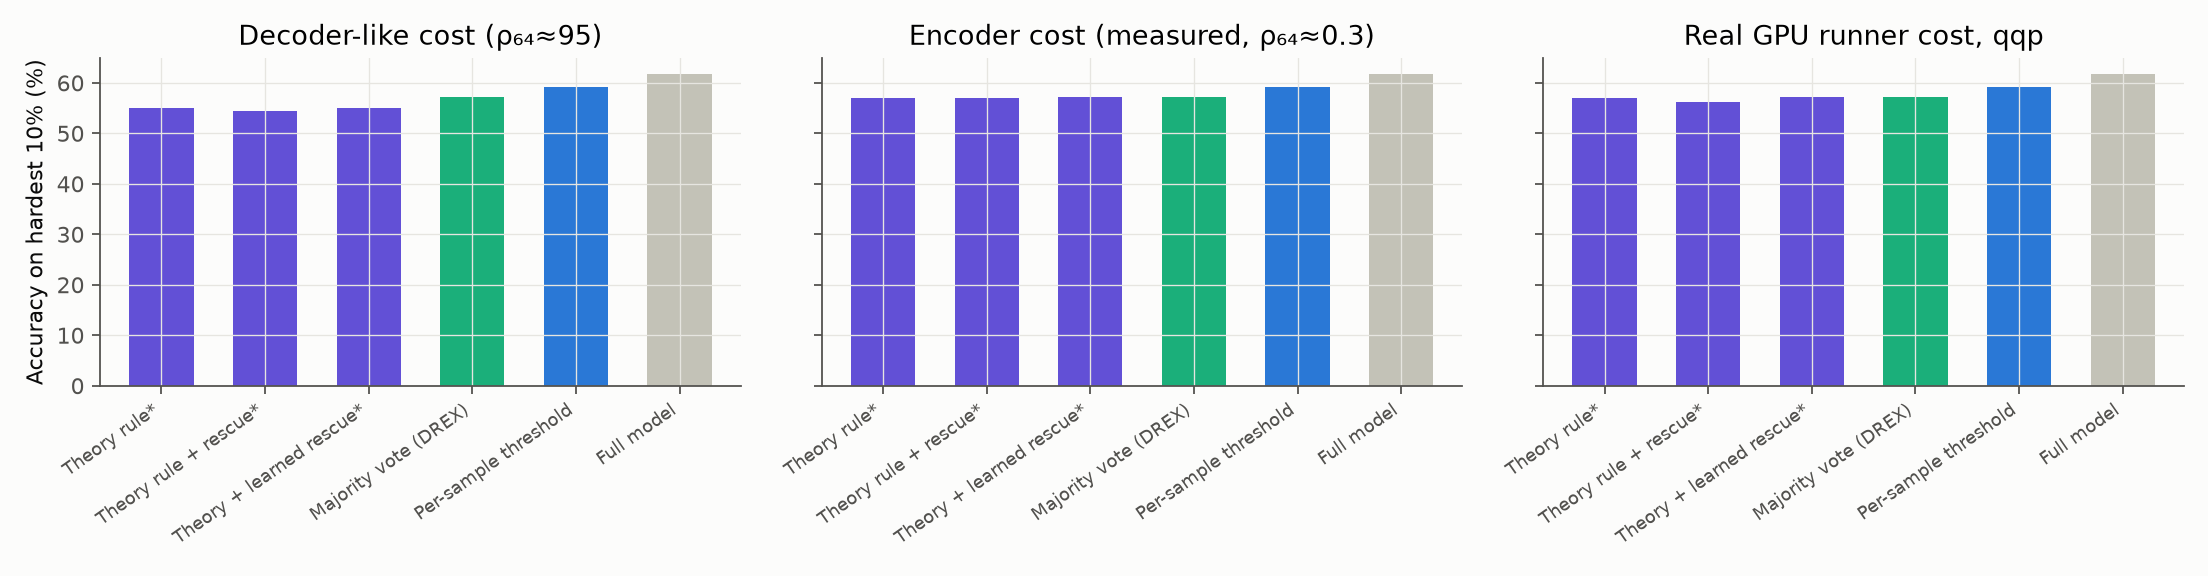 Decoder-like cost (ρ₆₄≈95)
Accuracy on hardest 10% (%)
60
50
40
30
20
10
0
Theory rule*
Theory rule + rescue*
Theory + learned rescue*
Majority vote (DREX)
Per-sample threshold
Full model
Encoder cost (measured, ρ₆₄≈0.3)
Theory rule*
Theory rule + rescue*
Theory + learned rescue*
Majority vote (DREX)
Per-sample threshold
Full model
Real GPU runner cost, qqp
Theory rule*
Theory rule + rescue*
Theory + learned rescue*
Majority vote (DREX)
Per-sample threshold
Full model